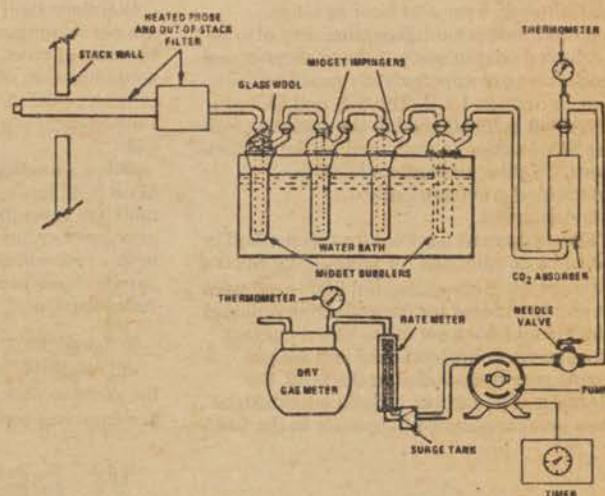 HEATED PROBE
AND OUT-OF-STACK
FILTER
THERMOMETER
STACK WALL
MIDGET IMPINGERS
GLASS WOOL
WATER BATH
MIDGET BUBBLERS
CO2 ABSORBER
THERMOMETER
RATE METER
NEEDLE
VALVE
DRY
GAS METER
PUMP
SURGE TANK
TIMER